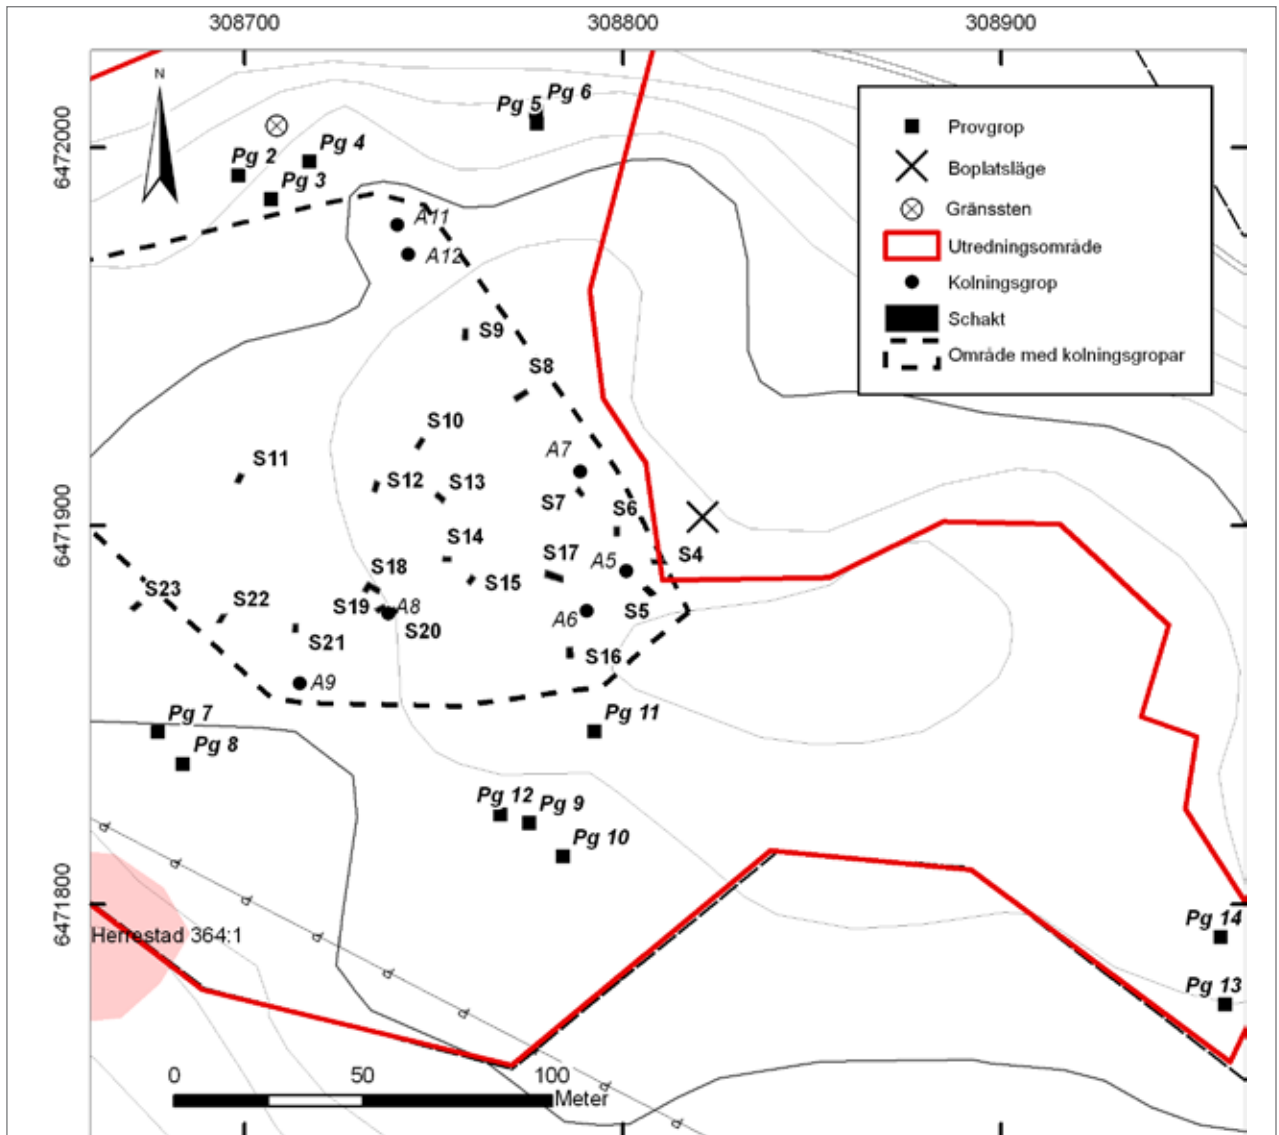 308700 308800 308900
6472000
6471900
6471800
N
Pg 5 Pg 6
Pg 2 Pg 4
Pg 3
A11
A12
S9
S8
S10
A7
S11
S12 S13
S7
S6
S14
S17 A5 S4
S18
S15
S23
S22
S19 A8
S5
A6
S20
S21
S16
A9
Pg 7
Pg 11
Pg 8
Pg 12 Pg 9
Pg 10
Pg 14
Pg 13
Herrestad 364:1
Provgrop
Boplatsläge
Gränssten
Utredningsområde
Kolningsgrop
Schakt
Område med kolningsgropar
0 50 100
Meter